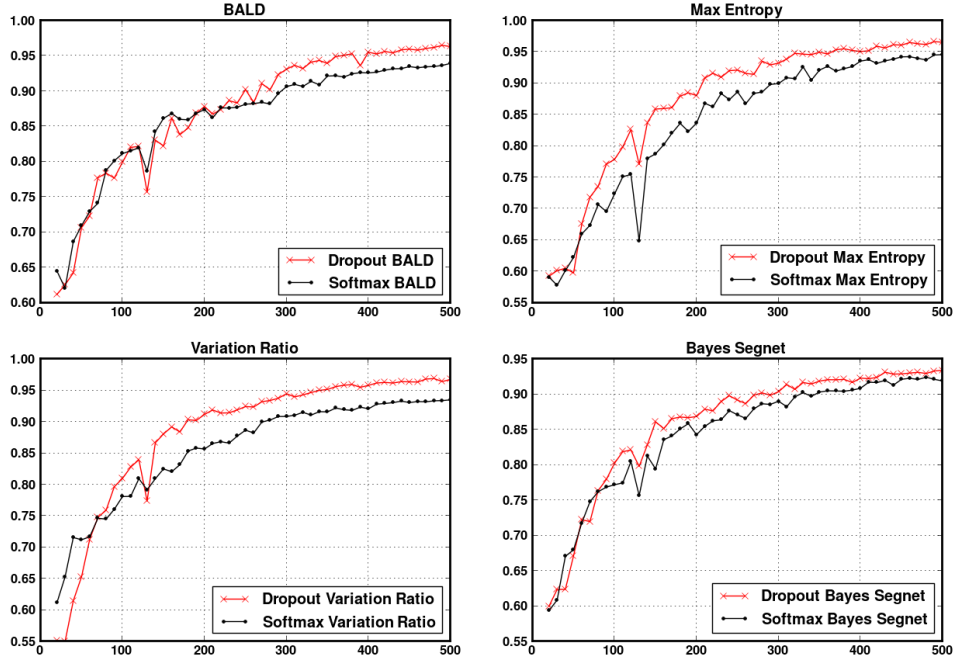 BALD
1.00
0.95
0.90
0.85
0.80
0.75
0.70
0.65
0.60
0 100 200 300 400 500
Dropout BALD
Softmax BALD
Max Entropy
1.00
0.95
0.90
0.85
0.80
0.75
0.70
0.65
0.60
0.55
0 100 200 300 400 500
Dropout Max Entropy
Softmax Max Entropy
Variation Ratio
1.00
0.95
0.90
0.85
0.80
0.75
0.70
0.65
0.60
0.55
0 100 200 300 400 500
Dropout Variation Ratio
Softmax Variation Ratio
Bayes Segnet
0.95
0.90
0.85
0.80
0.75
0.70
0.65
0.60
0.55
0 100 200 300 400 500
Dropout Bayes Segnet
Softmax Bayes Segnet